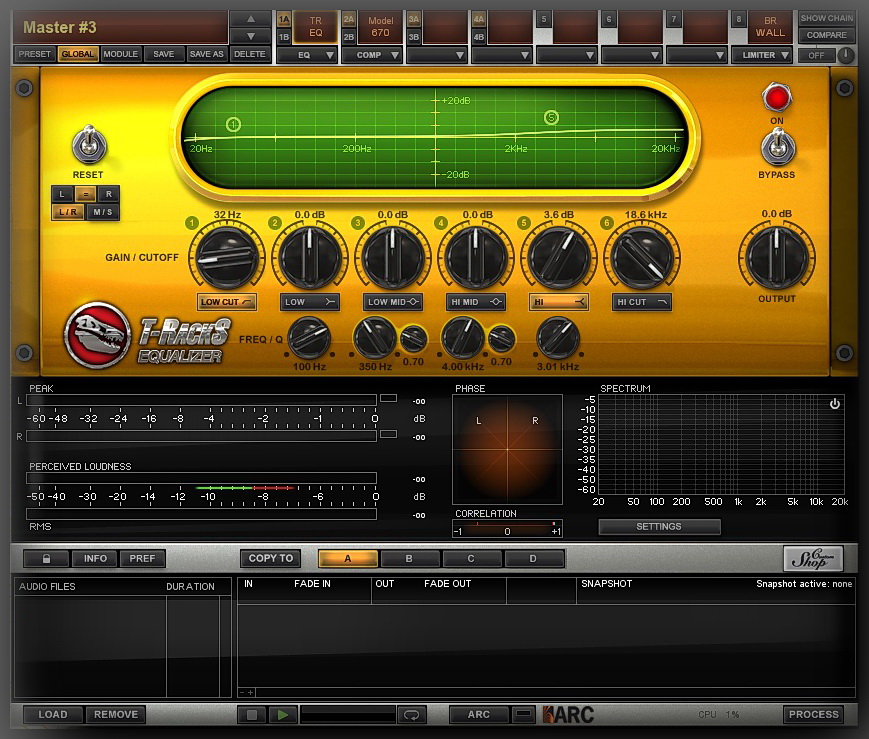 Master #3
PRESET GLOBAL MODULE SAVE SAVE AS DELETE
1A TR EQ 1B EQ
2A Model 670 2B COMP
3A 3B
4A 4B
5 6 7
8 BR WALL LIMITER
SHOW CHAIN
COMPARE
OFF
+20dB
1 5
20Hz 200Hz 2KHz 20KHz
-20dB
RESET
L = R
L / R M / S
ON
BYPASS
32 Hz 0.0 dB 0.0 dB 0.0 dB 3.6 dB 18.6 kHz 0.0 dB
1 2 3 4 5 6
GAIN / CUTOFF
LOW CUT LOW LOW MID HI MID HI HI CUT OUTPUT
T-RackS
EQUALIZER
FREQ / Q
100 Hz 350 Hz 0.70 4.00 kHz 0.70 3.01 kHz
PEAK
L -oo
-60 -48 -32 -24 -16 -8 -4 -2 -1 0 dB
R -oo
PERCEIVED LOUDNESS
-oo
-50 -40 -30 -20 -14 -12 -10 -8 -6 0 dB
-oo
RMS
PHASE
L R
CORRELATION
-1 0 +1
SPECTRUM
-5
-10
-15
-20
-25
-30
-35
-40
-45
-50
-60
20 50 100 200 500 1k 2k 5k 10k 20k
SETTINGS
INFO PREF COPY TO A B C D
Custom Shop
AUDIO FILES DURATION
IN FADE IN OUT FADE OUT SNAPSHOT Snapshot active: none
- +
LOAD REMOVE ARC ARC CPU 1% PROCESS